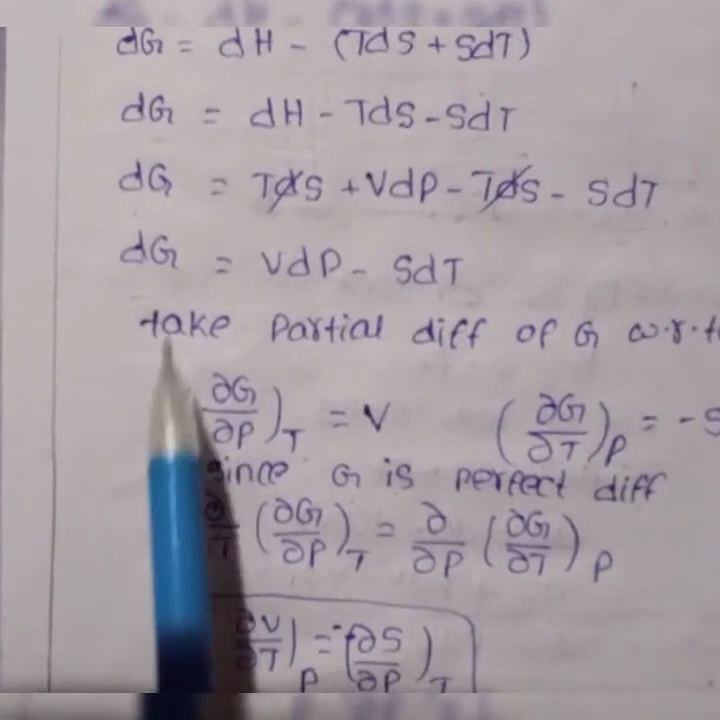 dG = dH - (TdS + SdT)
dG = dH - TdS - SdT
dG = TdS + VdP - TdS - SdT
dG = VdP - SdT
take Partial diff of G w.r.t
∂G/∂P)_T = V (∂G/∂T)_P = -S
ince G is perfect diff
(∂G/∂P)_T = ∂/∂P (∂G/∂T)_P
∂V/∂T)_P = -(∂S/∂P)_T